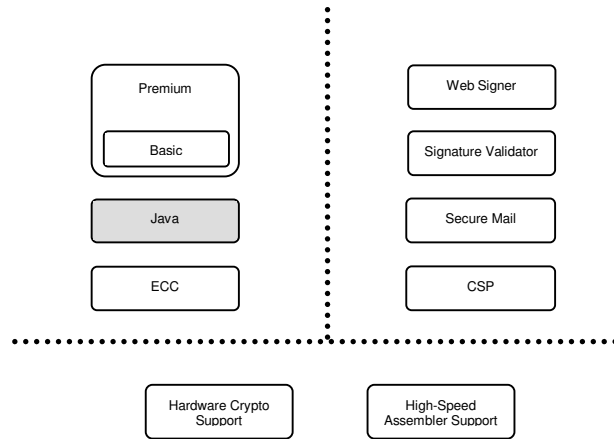 Premium
Basic
Java
ECC
Web Signer
Signature Validator
Secure Mail
CSP
Hardware Crypto
Support
High-Speed
Assembler Support